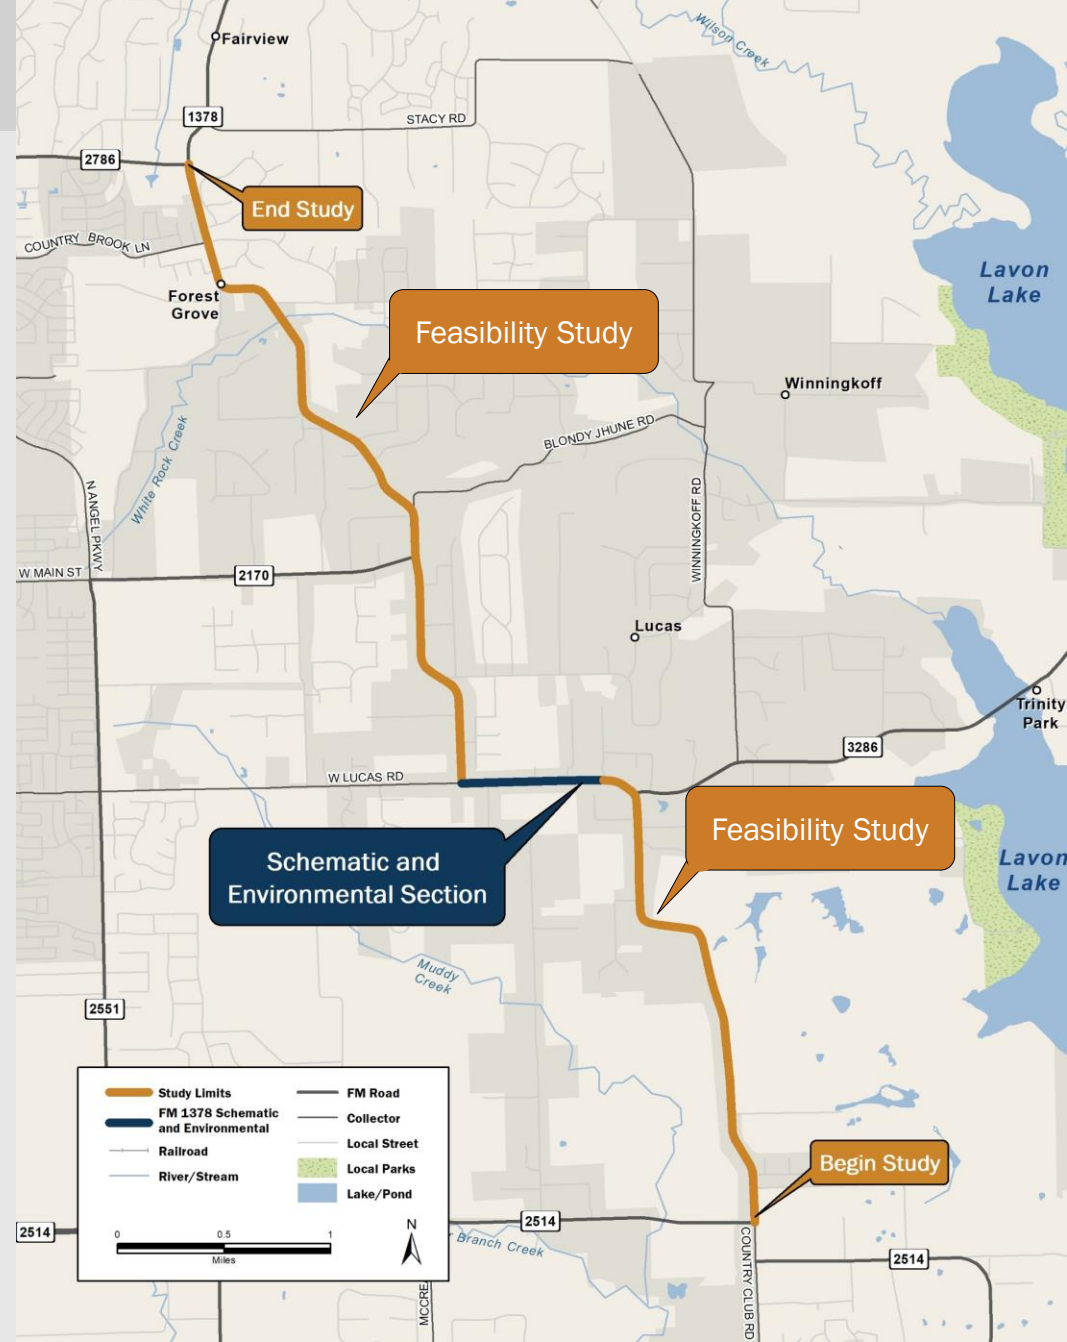 Wilson Creek
Fairview
1378
STACY RD
2786
End Study
COUNTRY BROOK LN
Lavon
Lake
Forest
Grove
Feasibility Study
Winningkoff
BLONDY JHUNE RD
White Rock Creek
N ANGEL PKWY
WINNINGKOFF RD
W MAIN ST
2170
Lucas
Trinity
Park
3286
W LUCAS RD
Feasibility Study
Schematic and
Environmental Section
Lavon
Lake
Muddy
Creek
2551
Study Limits
FM 1378 Schematic
and Environmental
Railroad
River/Stream
FM Road
Collector
Local Street
Local Parks
Lake/Pond
0 0.5 1
Miles
N
Begin Study
2514
2514
Branch Creek
COUNTRY CLUB RD
2514
MCCRE